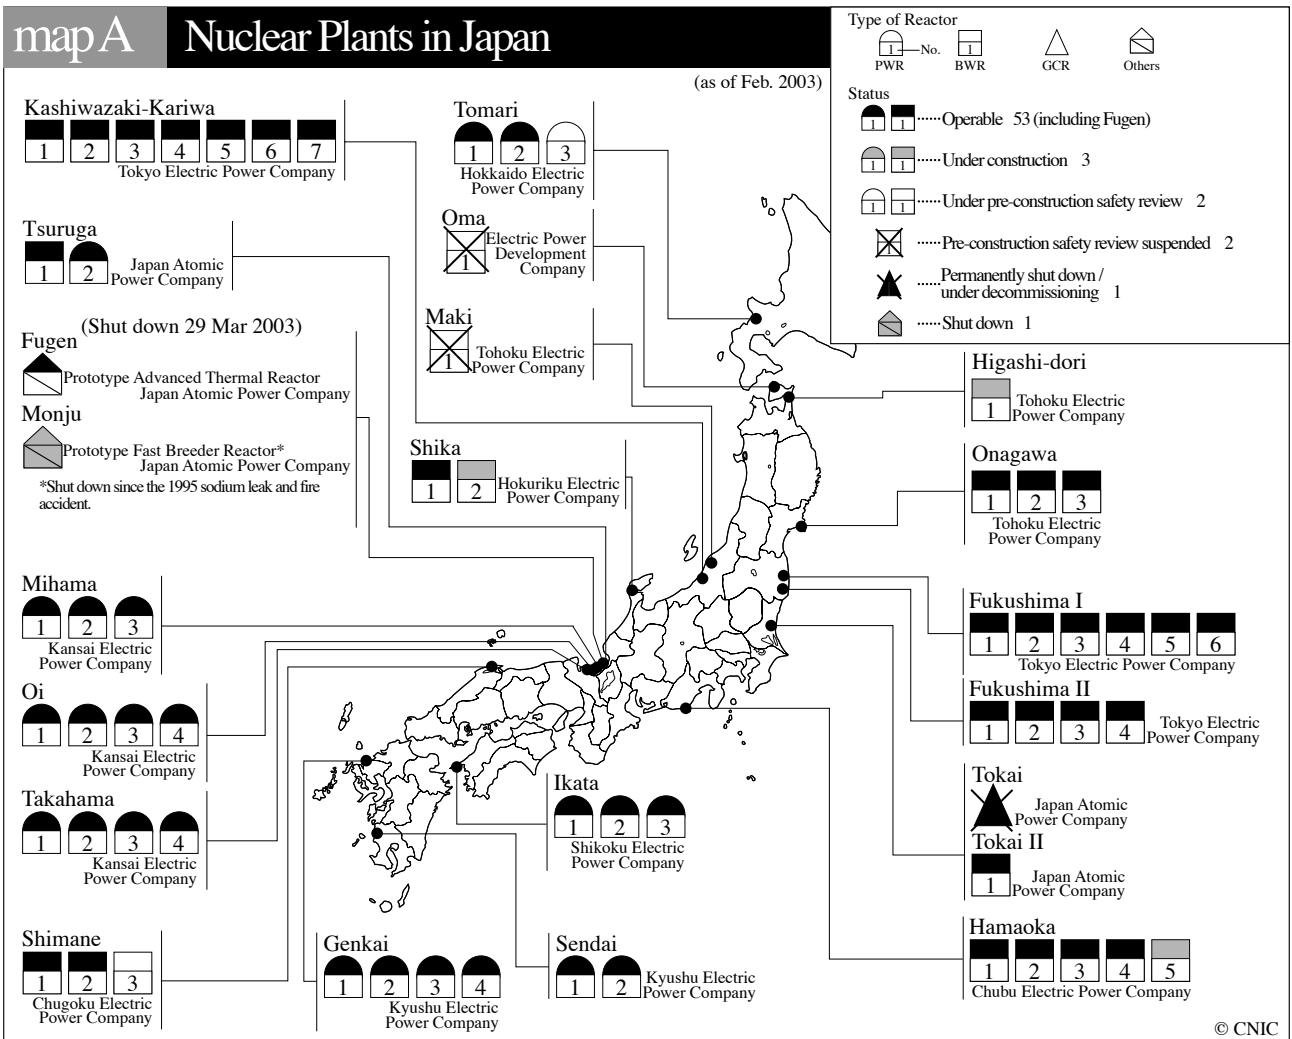 map A
Nuclear Plants in Japan
(as of Feb. 2003)
Type of Reactor
1 No.
PWR
1
BWR
GCR
Others
Status
1 1 Operable 53 (including Fugen)
1 1 Under construction 3
1 1 Under pre-construction safety review 2
1 Pre-construction safety review suspended 2
Permanently shut down /
under decommissioning 1
Shut down 1
Kashiwazaki-Kariwa
1 2 3 4 5 6 7
Tokyo Electric Power Company
Tsuruga
1 2
Japan Atomic
Power Company
(Shut down 29 Mar 2003)
Fugen
Prototype Advanced Thermal Reactor
Japan Atomic Power Company
Monju
Prototype Fast Breeder Reactor*
Japan Atomic Power Company
*Shut down since the 1995 sodium leak and fire
accident.
Mihama
1 2 3
Kansai Electric
Power Company
Oi
1 2 3 4
Kansai Electric
Power Company
Takahama
1 2 3 4
Kansai Electric
Power Company
Shimane
1 2 3
Chugoku Electric
Power Company
Tomari
1 2 3
Hokkaido Electric
Power Company
Oma
1
Electric Power
Development
Company
Maki
1
Tohoku Electric
Power Company
Shika
1 2
Hokuriku Electric
Power Company
Ikata
1 2 3
Shikoku Electric
Power Company
Genkai
1 2 3 4
Kyushu Electric
Power Company
Sendai
1 2
Kyushu Electric
Power Company
Higashi-dori
1
Tohoku Electric
Power Company
Onagawa
1 2 3
Tohoku Electric
Power Company
Fukushima I
1 2 3 4 5 6
Tokyo Electric Power Company
Fukushima II
1 2 3 4
Tokyo Electric
Power Company
Tokai
Japan Atomic
Power Company
Tokai II
1
Japan Atomic
Power Company
Hamaoka
1 2 3 4 5
Chubu Electric Power Company
© CNIC